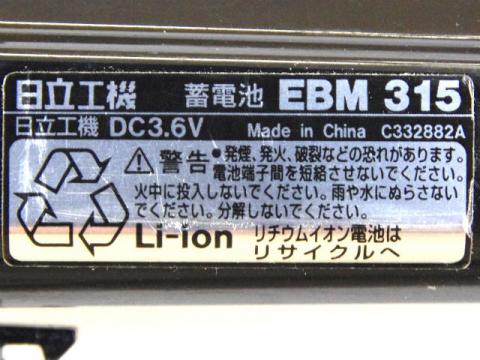 日立工機 蓄電池 EBM 315
日立工機 DC3.6V Made in China C332882A
⚠警告 ●発煙、発火、破裂などの恐れがあります。
電池端子間を短絡させないでください。
火中に投入しないでください。雨や水にぬらさない
でください。分解しないでください。
Li-ion リチウムイオン電池は
リサイクルへ